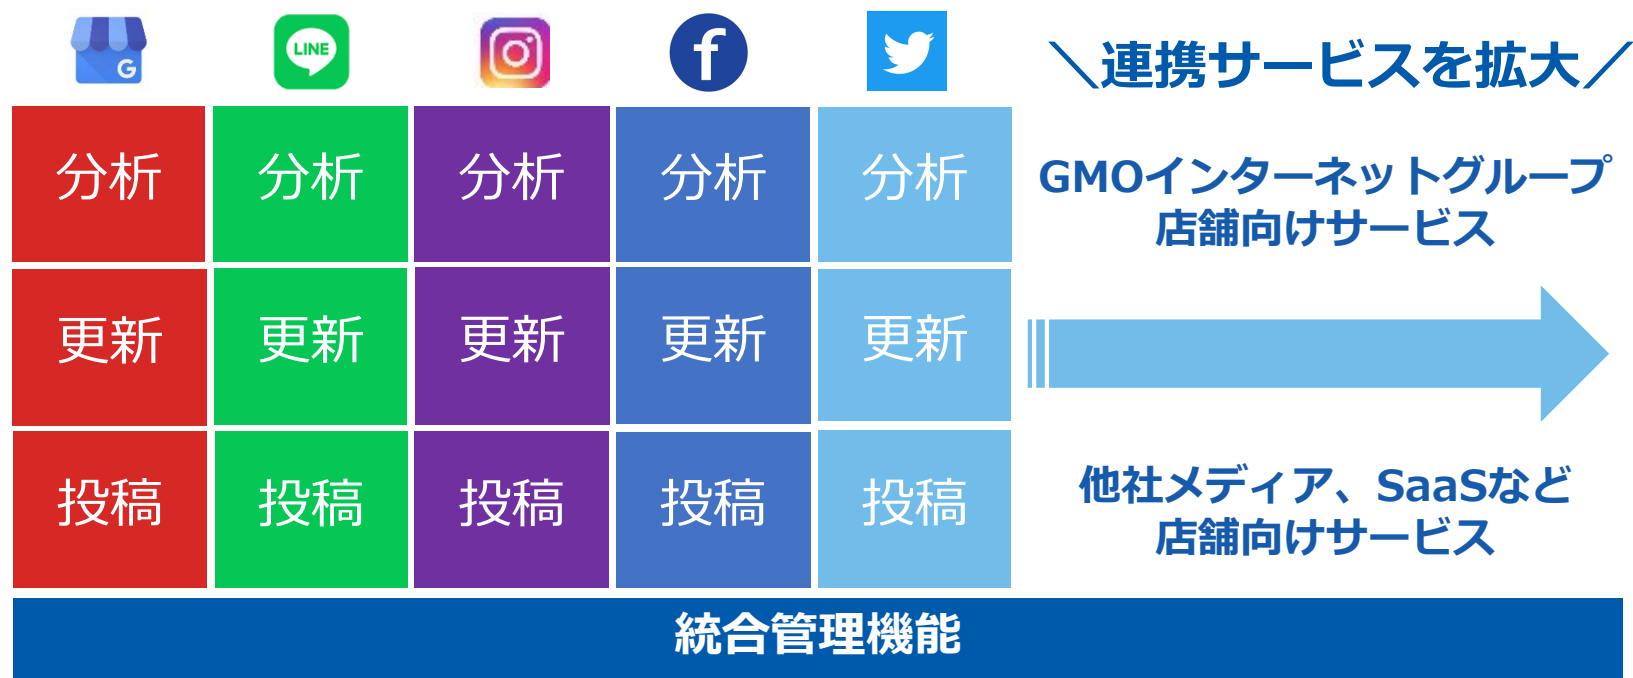 G
LINE
f
＼連携サービスを拡大／
分析
分析
分析
分析
分析
GMOインターネットグループ
店舗向けサービス
更新
更新
更新
更新
更新
投稿
投稿
投稿
投稿
投稿
他社メディア、SaaSなど
店舗向けサービス
統合管理機能